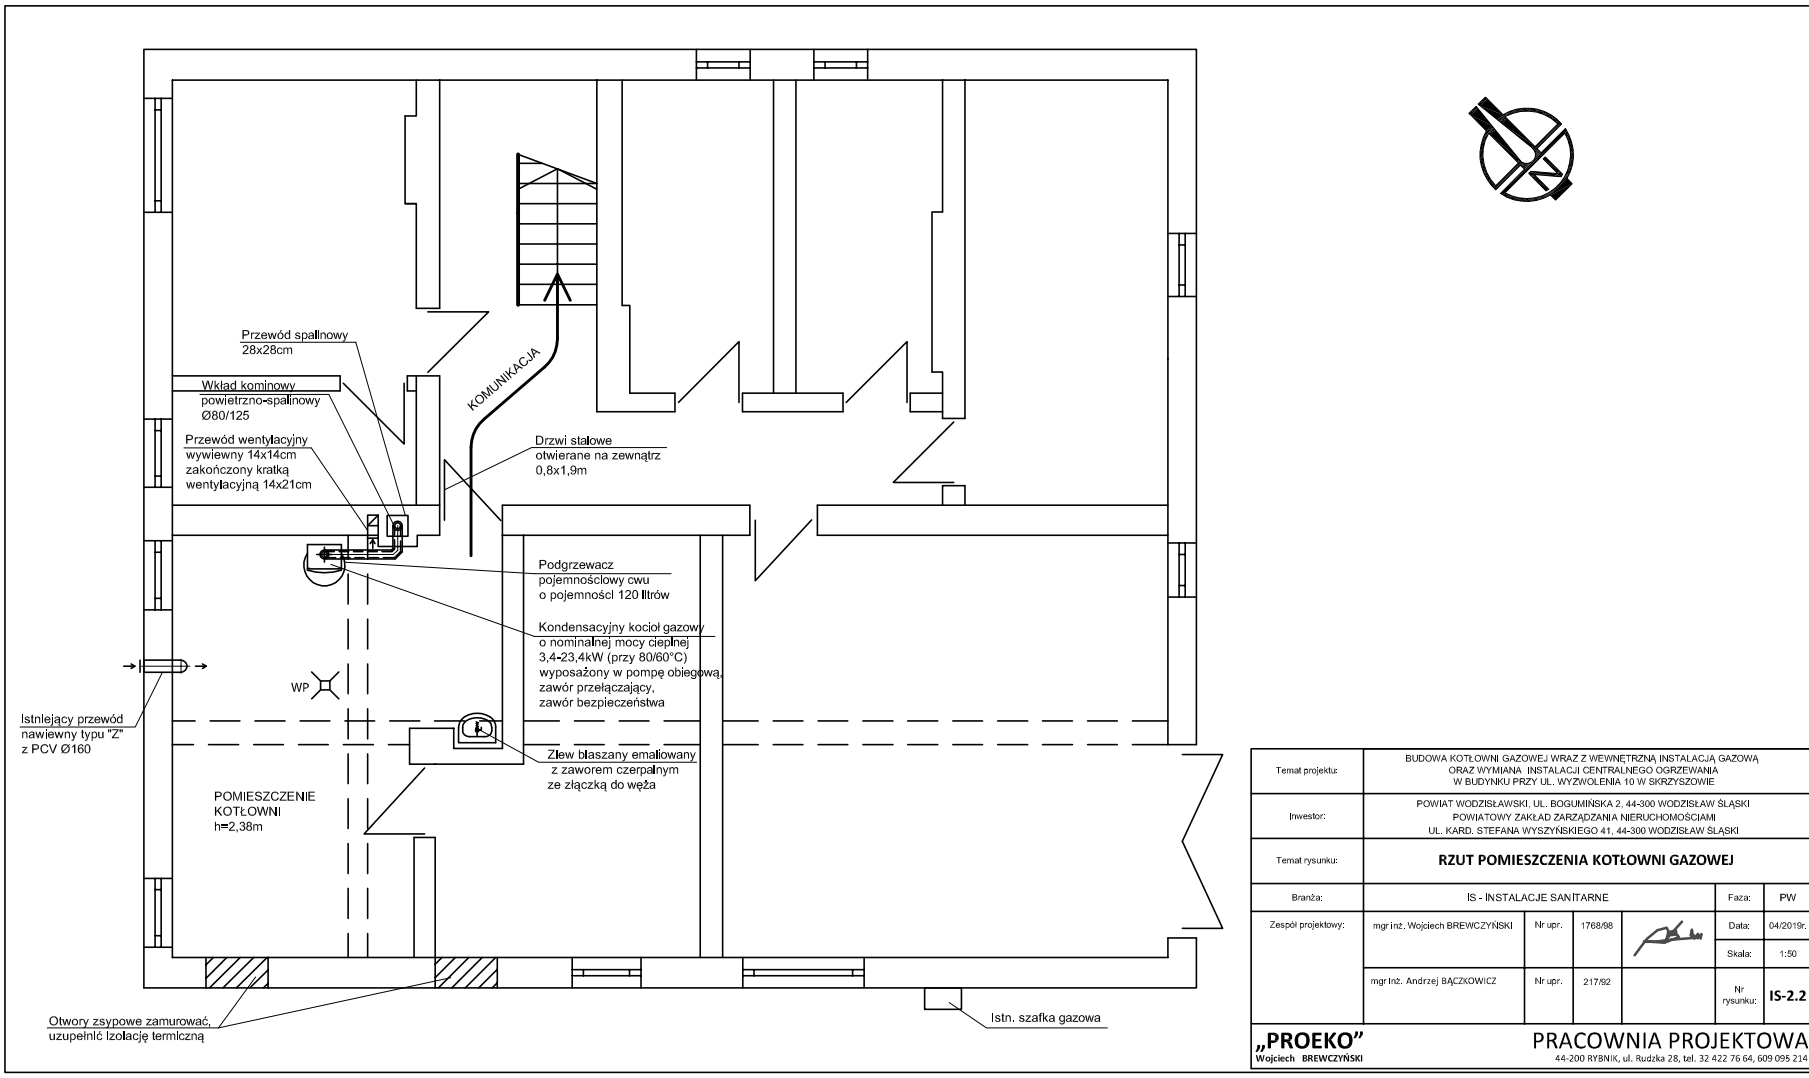 Przewód spalinowy
28x28cm
Wkład kominowy
powietrzno-spalinowy
Ø80/125
Przewód wentylacyjny
wywiewny 14x14cm
zakończony kratką
wentylacyjną 14x21cm
KOMUNIKACJA
Drzwi stalowe
otwierane na zewnątrz
0,8x1,9m
Podgrzewacz
pojemnościowy cwu
o pojemności 120 litrów
Kondensacyjny kocioł gazowy
o nominalnej mocy cieplnej
3,4-23,4kW (przy 80/60°C)
wyposażony w pompę obiegową,
zawór przełączający,
zawór bezpieczeństwa
WP
Istniejący przewód
nawiewny typu "Z"
z PCV Ø160
Zlew blaszany emaliowany
z zaworem czerpalnym
ze złączką do węża
POMIESZCZENIE
KOTŁOWNI
h=2,38m
Otwory zsypowe zamurować,
uzupełnić izolację termiczną
Istn. szafka gazowa
N
Temat projektu:
BUDOWA KOTŁOWNI GAZOWEJ WRAZ Z WEWNĘTRZNĄ INSTALACJĄ GAZOWĄ
ORAZ WYMIANA INSTALACJI CENTRALNEGO OGRZEWANIA
W BUDYNKU PRZY UL. WYZWOLENIA 10 W SKRZYSZOWIE
Inwestor:
POWIAT WODZISŁAWSKI, UL. BOGUMIŃSKA 2, 44-300 WODZISŁAW ŚLĄSKI
POWIATOWY ZAKŁAD ZARZĄDZANIA NIERUCHOMOŚCIAMI
UL. KARD. STEFANA WYSZYŃSKIEGO 41, 44-300 WODZISŁAW ŚLĄSKI
Temat rysunku:
RZUT POMIESZCZENIA KOTŁOWNI GAZOWEJ
Branża:
IS - INSTALACJE SANITARNE
Faza:
PW
Zespół projektowy:
mgr inż. Wojciech BREWCZYŃSKI
Nr upr.
1768/98
Data:
04/2019r.
Skala:
1:50
mgr inż. Andrzej BĄCZKOWICZ
Nr upr.
217/92
Nr
rysunku:
IS-2.2
„PROEKO”
Wojciech BREWCZYŃSKI
PRACOWNIA PROJEKTOWA
44-200 RYBNIK, ul. Rudzka 28, tel. 32 422 76 64, 609 095 214